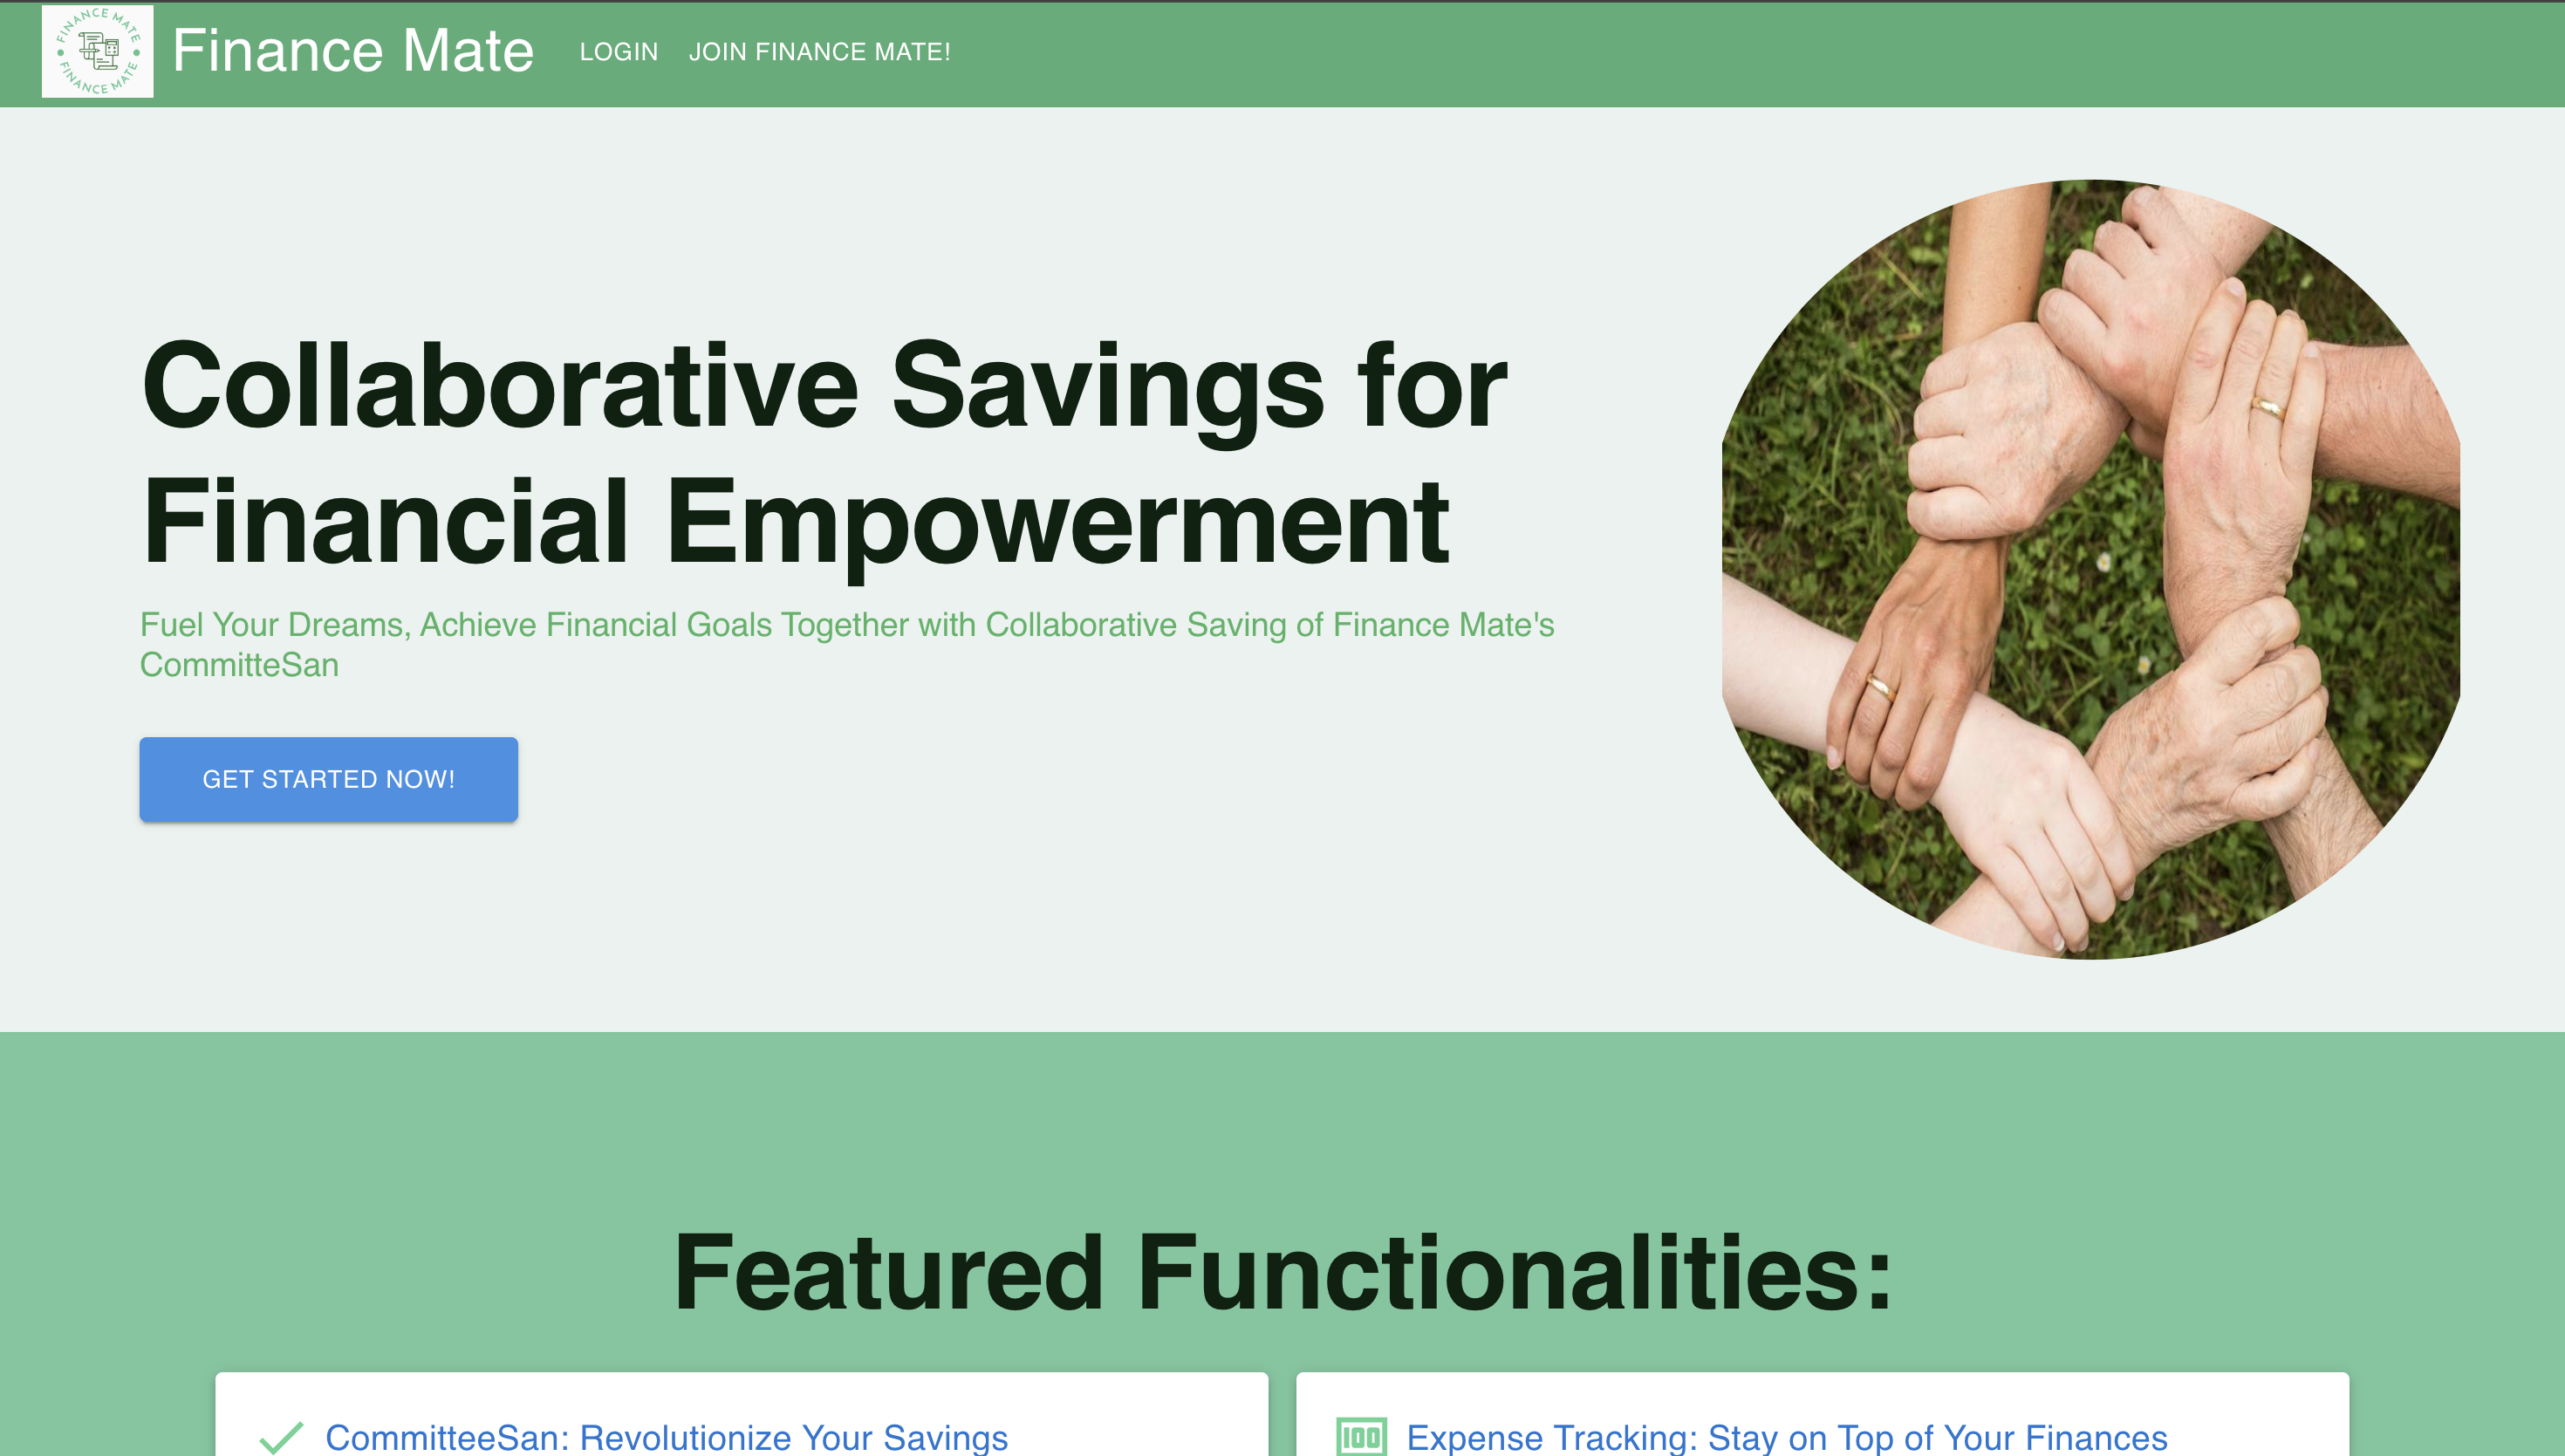 FINANCE MATE
FINANCE MATE
Finance Mate
LOGIN
JOIN FINANCE MATE!
Collaborative Savings for
Financial Empowerment
Fuel Your Dreams, Achieve Financial Goals Together with Collaborative Saving of Finance Mate's
CommitteSan
GET STARTED NOW!
Featured Functionalities:
CommitteeSan: Revolutionize Your Savings
100
Expense Tracking: Stay on Top of Your Finances